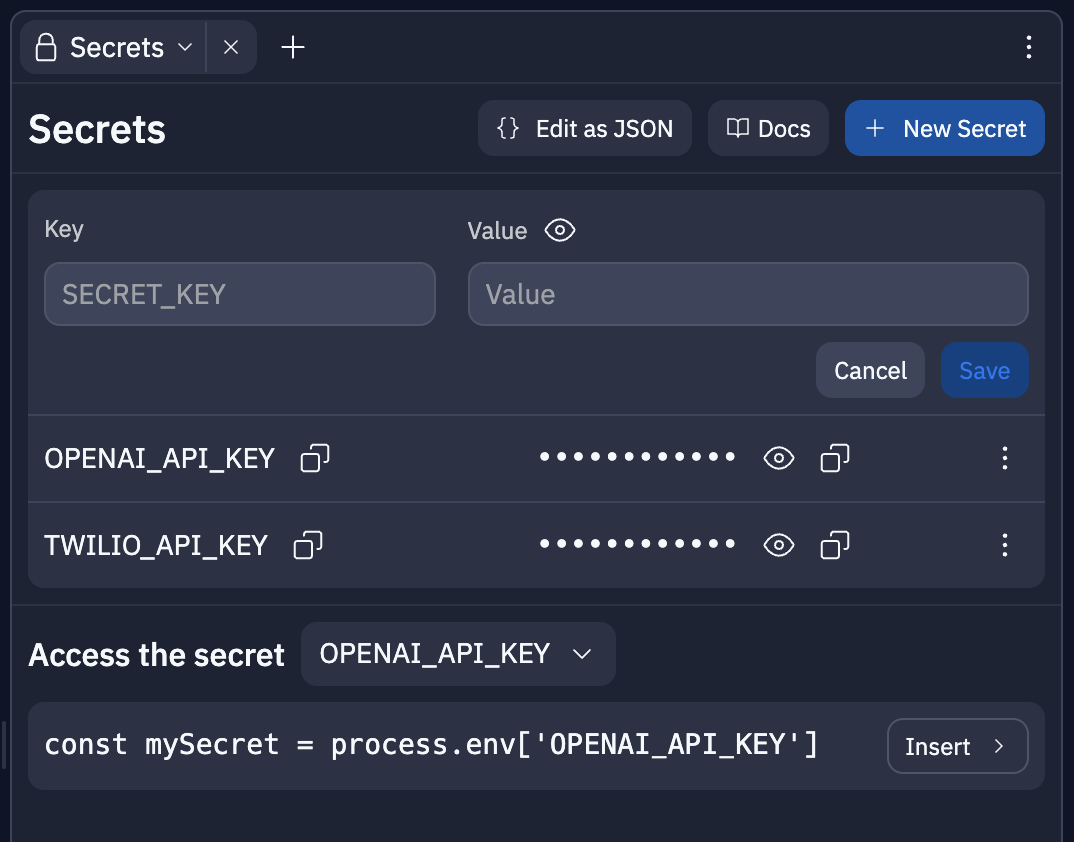 Secrets
Secrets
{} Edit as JSON
Docs
+ New Secret
Key
Value
SECRET_KEY
Value
Cancel
Save
OPENAI_API_KEY
••••••••••••
TWILIO_API_KEY
••••••••••••
Access the secret
OPENAI_API_KEY
const mySecret = process.env['OPENAI_API_KEY']
Insert